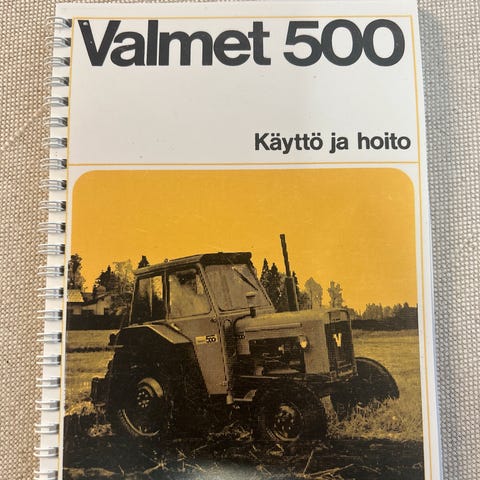 Valmet 500
Käyttö ja hoito